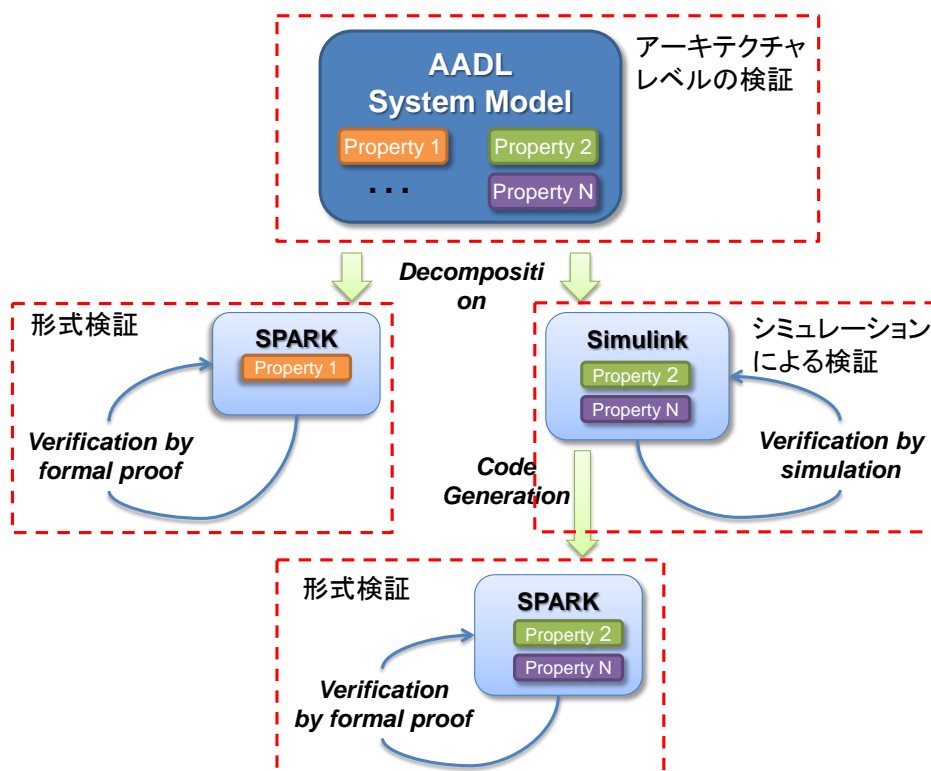 アーキテクチャ
レベルの検証
AADL
System Model
Property 1
Property 2
...
Property N
Decompositi
on
形式検証
SPARK
Property 1
Verification by
formal proof
シミュレーション
による検証
Simulink
Property 2
Property N
Verification by
simulation
Code
Generation
形式検証
SPARK
Property 2
Property N
Verification
by formal proof